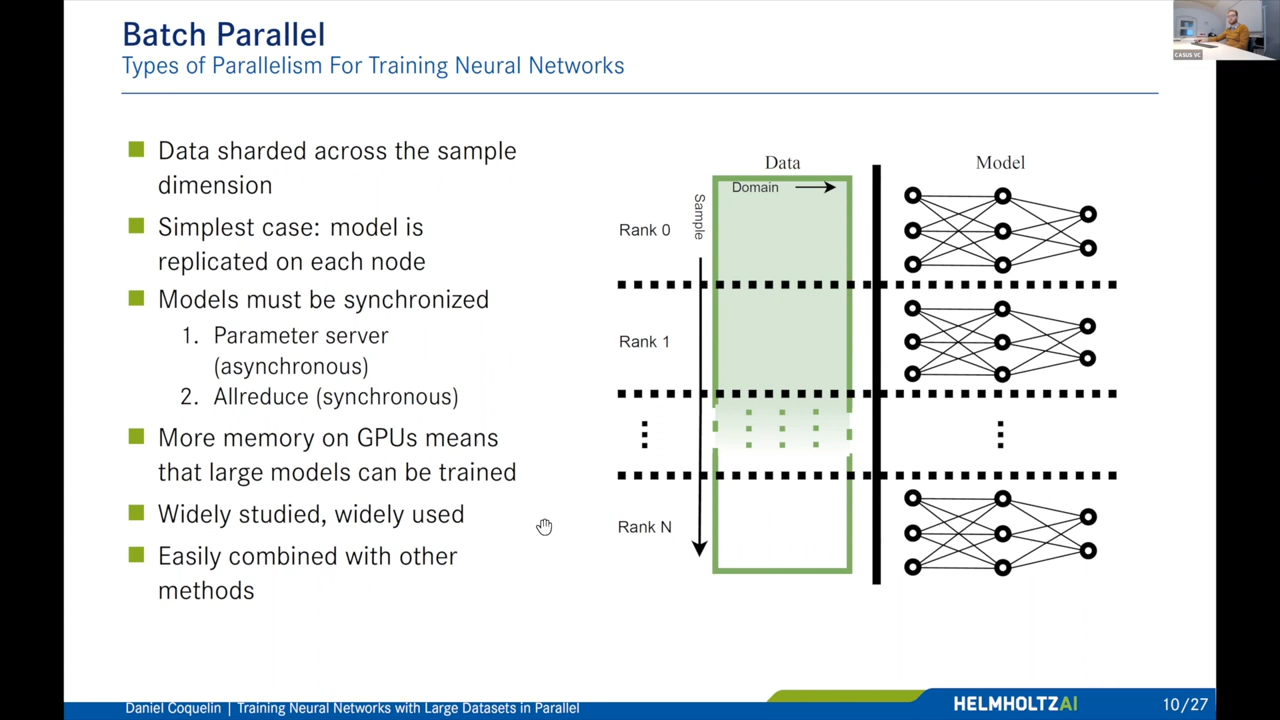 Batch Parallel
Types of Parallelism For Training Neural Networks
CASUS VC
Data sharded across the sample
dimension
Simplest case: model is
replicated on each node
Models must be synchronized
1. Parameter server
(asynchronous)
2. Allreduce (synchronous)
More memory on GPUs means
that large models can be trained
Widely studied, widely used
Easily combined with other
methods
Data
Model
Domain
Sample
Rank 0
Rank 1
Rank N
Daniel Coquelin | Training Neural Networks with Large Datasets in Parallel
HELMHOLTZAI
10/27